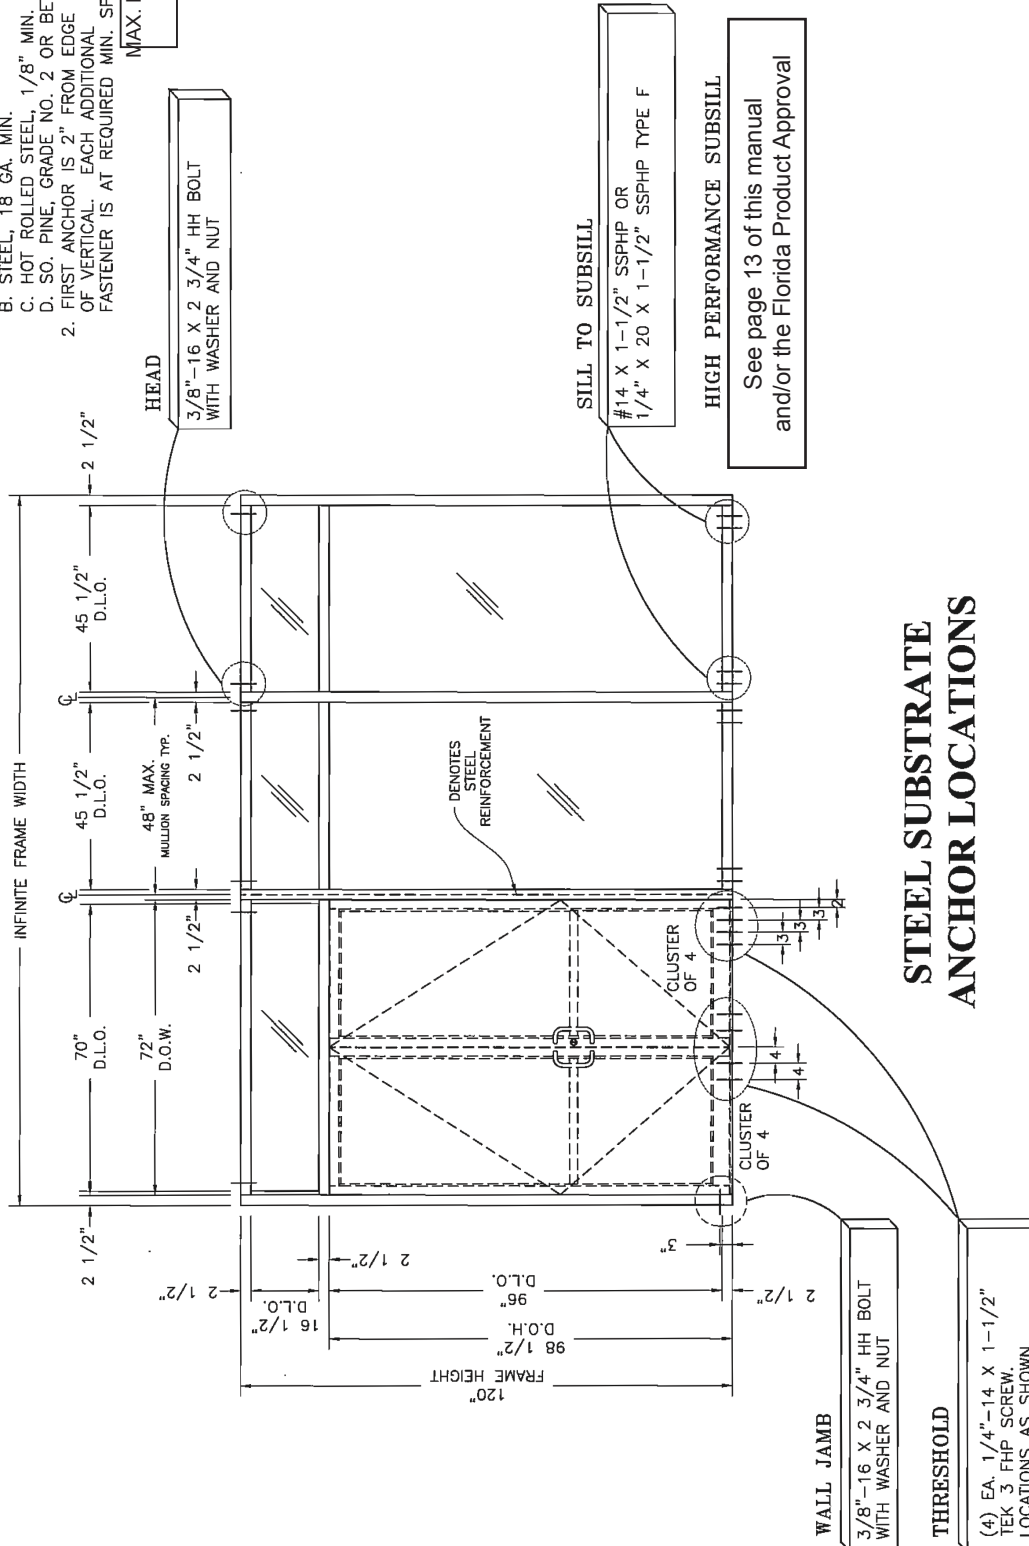 B. STEEL, 18 GA. MIN.
C. HOT ROLLED STEEL, 1/8" MIN.
D. SO. PINE, GRADE NO. 2 OR BE
2. FIRST ANCHOR IS 2" FROM EDGE
OF VERTICAL. EACH ADDITIONAL
FASTENER IS AT REQUIRED MIN. SP
MAX.
HEAD
3/8"-16 X 2 3/4" HH BOLT
WITH WASHER AND NUT
SILL TO SUBSILL
#14 X 1-1/2" SSPHP OR
1/4" X 20 X 1-1/2" SSPHP TYPE F
HIGH PERFORMANCE SUBSILL
See page 13 of this manual
and/or the Florida Product Approval
INFINITE FRAME WIDTH
2 1/2"
70"
D.L.O.
℄
45 1/2"
D.L.O.
℄
45 1/2"
D.L.O.
2 1/2"
72"
D.O.W.
48" MAX.
MULLION SPACING TYP.
2 1/2"
2 1/2"
DENOTES
STEEL
REINFORCEMENT
2 1/2"
16 1/2"
D.L.O.
2 1/2"
96"
D.L.O.
98 1/2"
D.O.H.
120"
FRAME HEIGHT
2 1/2"
3"
CLUSTER
OF 4
CLUSTER
OF 4
4
4
3
3
3
2
STEEL SUBSTRATE
ANCHOR LOCATIONS
WALL JAMB
3/8"-16 X 2 3/4" HH BOLT
WITH WASHER AND NUT
THRESHOLD
(4) EA. 1/4"-14 X 1-1/2"
TEK 3 FHP SCREW.
LOCATIONS AS SHOWN